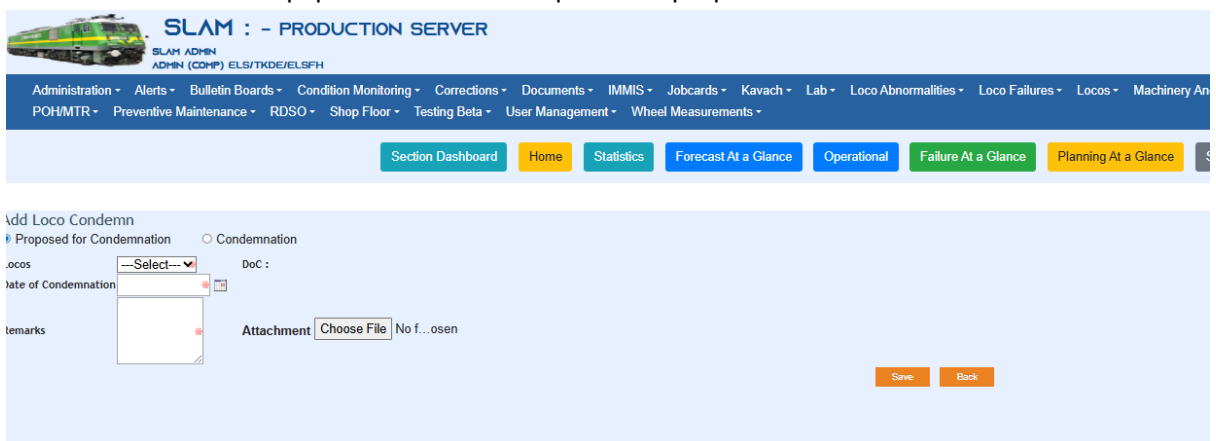 SLAM : - PRODUCTION SERVER
SLAM ADMIN
ADMIN (COMP) ELS/TKDE/ELSFH
Administration Alerts Bulletin Boards Condition Monitoring Corrections Documents IMMIS Jobcards Kavach Lab Loco Abnormalities Loco Failures Locos Machinery An
POH/MTR Preventive Maintenance RDSO Shop Floor Testing Beta User Management Wheel Measurements
Section Dashboard Home Statistics Forecast At a Glance Operational Failure At a Glance Planning At a Glance S
Add Loco Condemn
Proposed for Condemnation Condemnation
Locos ---Select--- DoC :
Date of Condemnation
Remarks Attachment Choose File No f...osen
Save Back